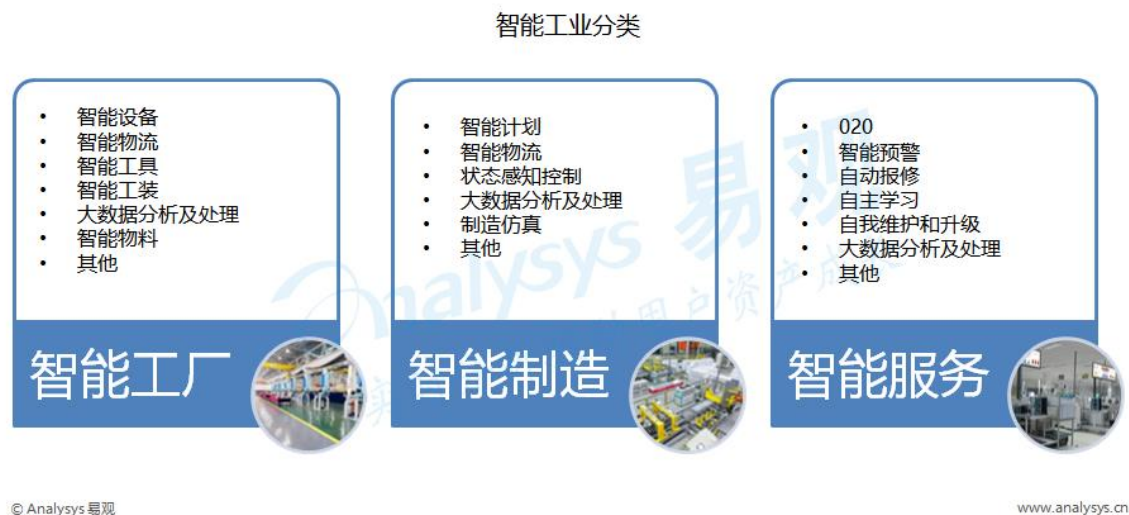 智能工业分类
• 智能设备
• 智能物流
• 智能工具
• 智能工装
• 大数据分析及处理
• 智能物料
• 其他
智能工厂
• 智能计划
• 智能物流
• 状态感知控制
• 大数据分析及处理
• 制造仿真
• 其他
智能制造
• 020
• 智能预警
• 自动报修
• 自主学习
• 自我维护和升级
• 大数据分析及处理
• 其他
智能服务
Analysys 易观
© Analysys 易观
www.analysys.cn